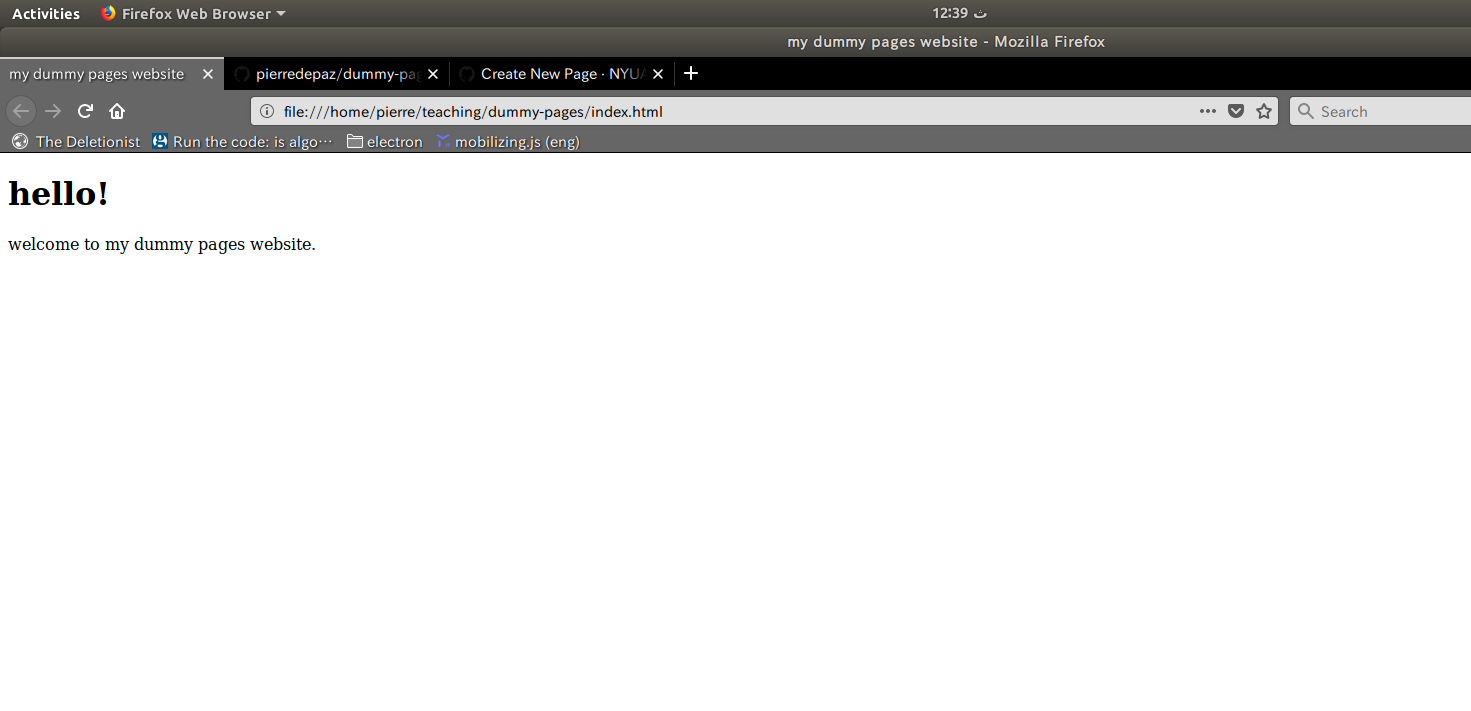 Activities Firefox Web Browser 12:39 ث
my dummy pages website - Mozilla Firefox
my dummy pages website pierredepaz/dummy-pag Create New Page · NYUA
file:///home/pierre/teaching/dummy-pages/index.html Search
The Deletionist Run the code: is algo··· electron mobilizing.js (eng)
hello!
welcome to my dummy pages website.